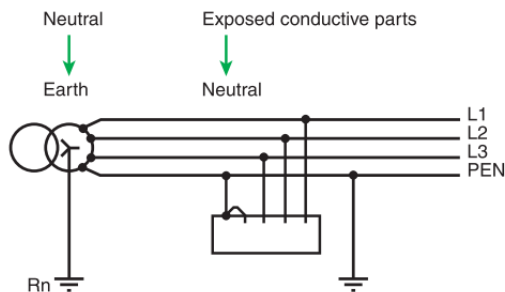 Neutral
Exposed conductive parts
Earth
Neutral
L1
L2
L3
PEN
Rn